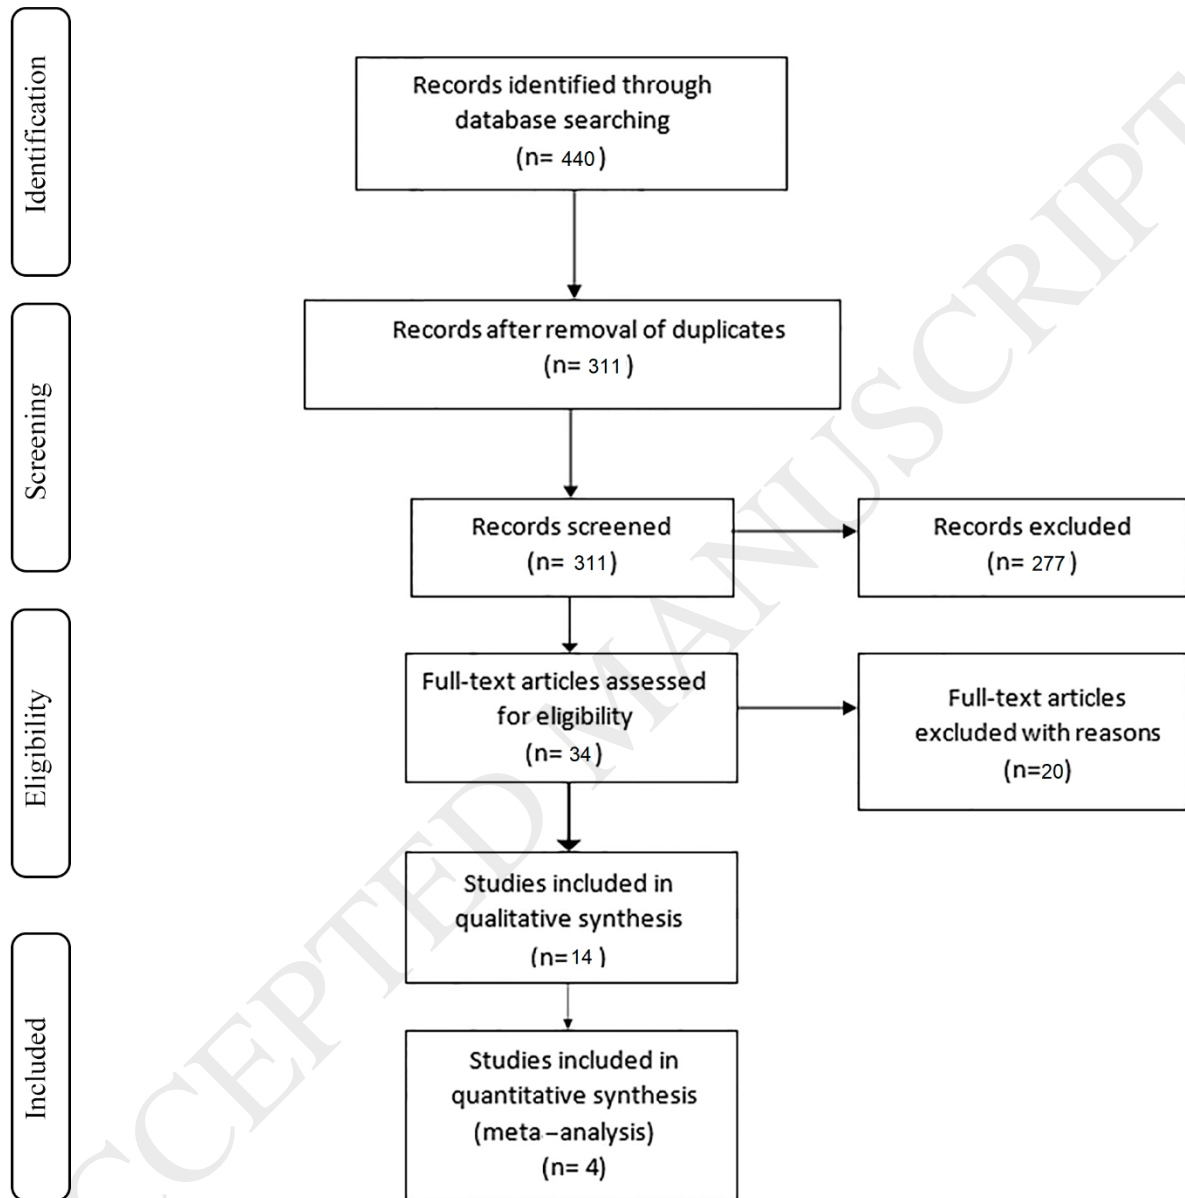 Identification
Records identified through
database searching
(n= 440)
Screening
Records after removal of duplicates
(n= 311)
Records screened
(n= 311)
Records excluded
(n= 277)
Eligibility
Full-text articles assessed
for eligibility
(n= 34)
Full-text articles
excluded with reasons
(n=20)
Studies included in
qualitative synthesis
(n=14)
Included
Studies included in
quantitative synthesis
(meta-analysis)
(n= 4)
CCEPTED MANUSCRIPT